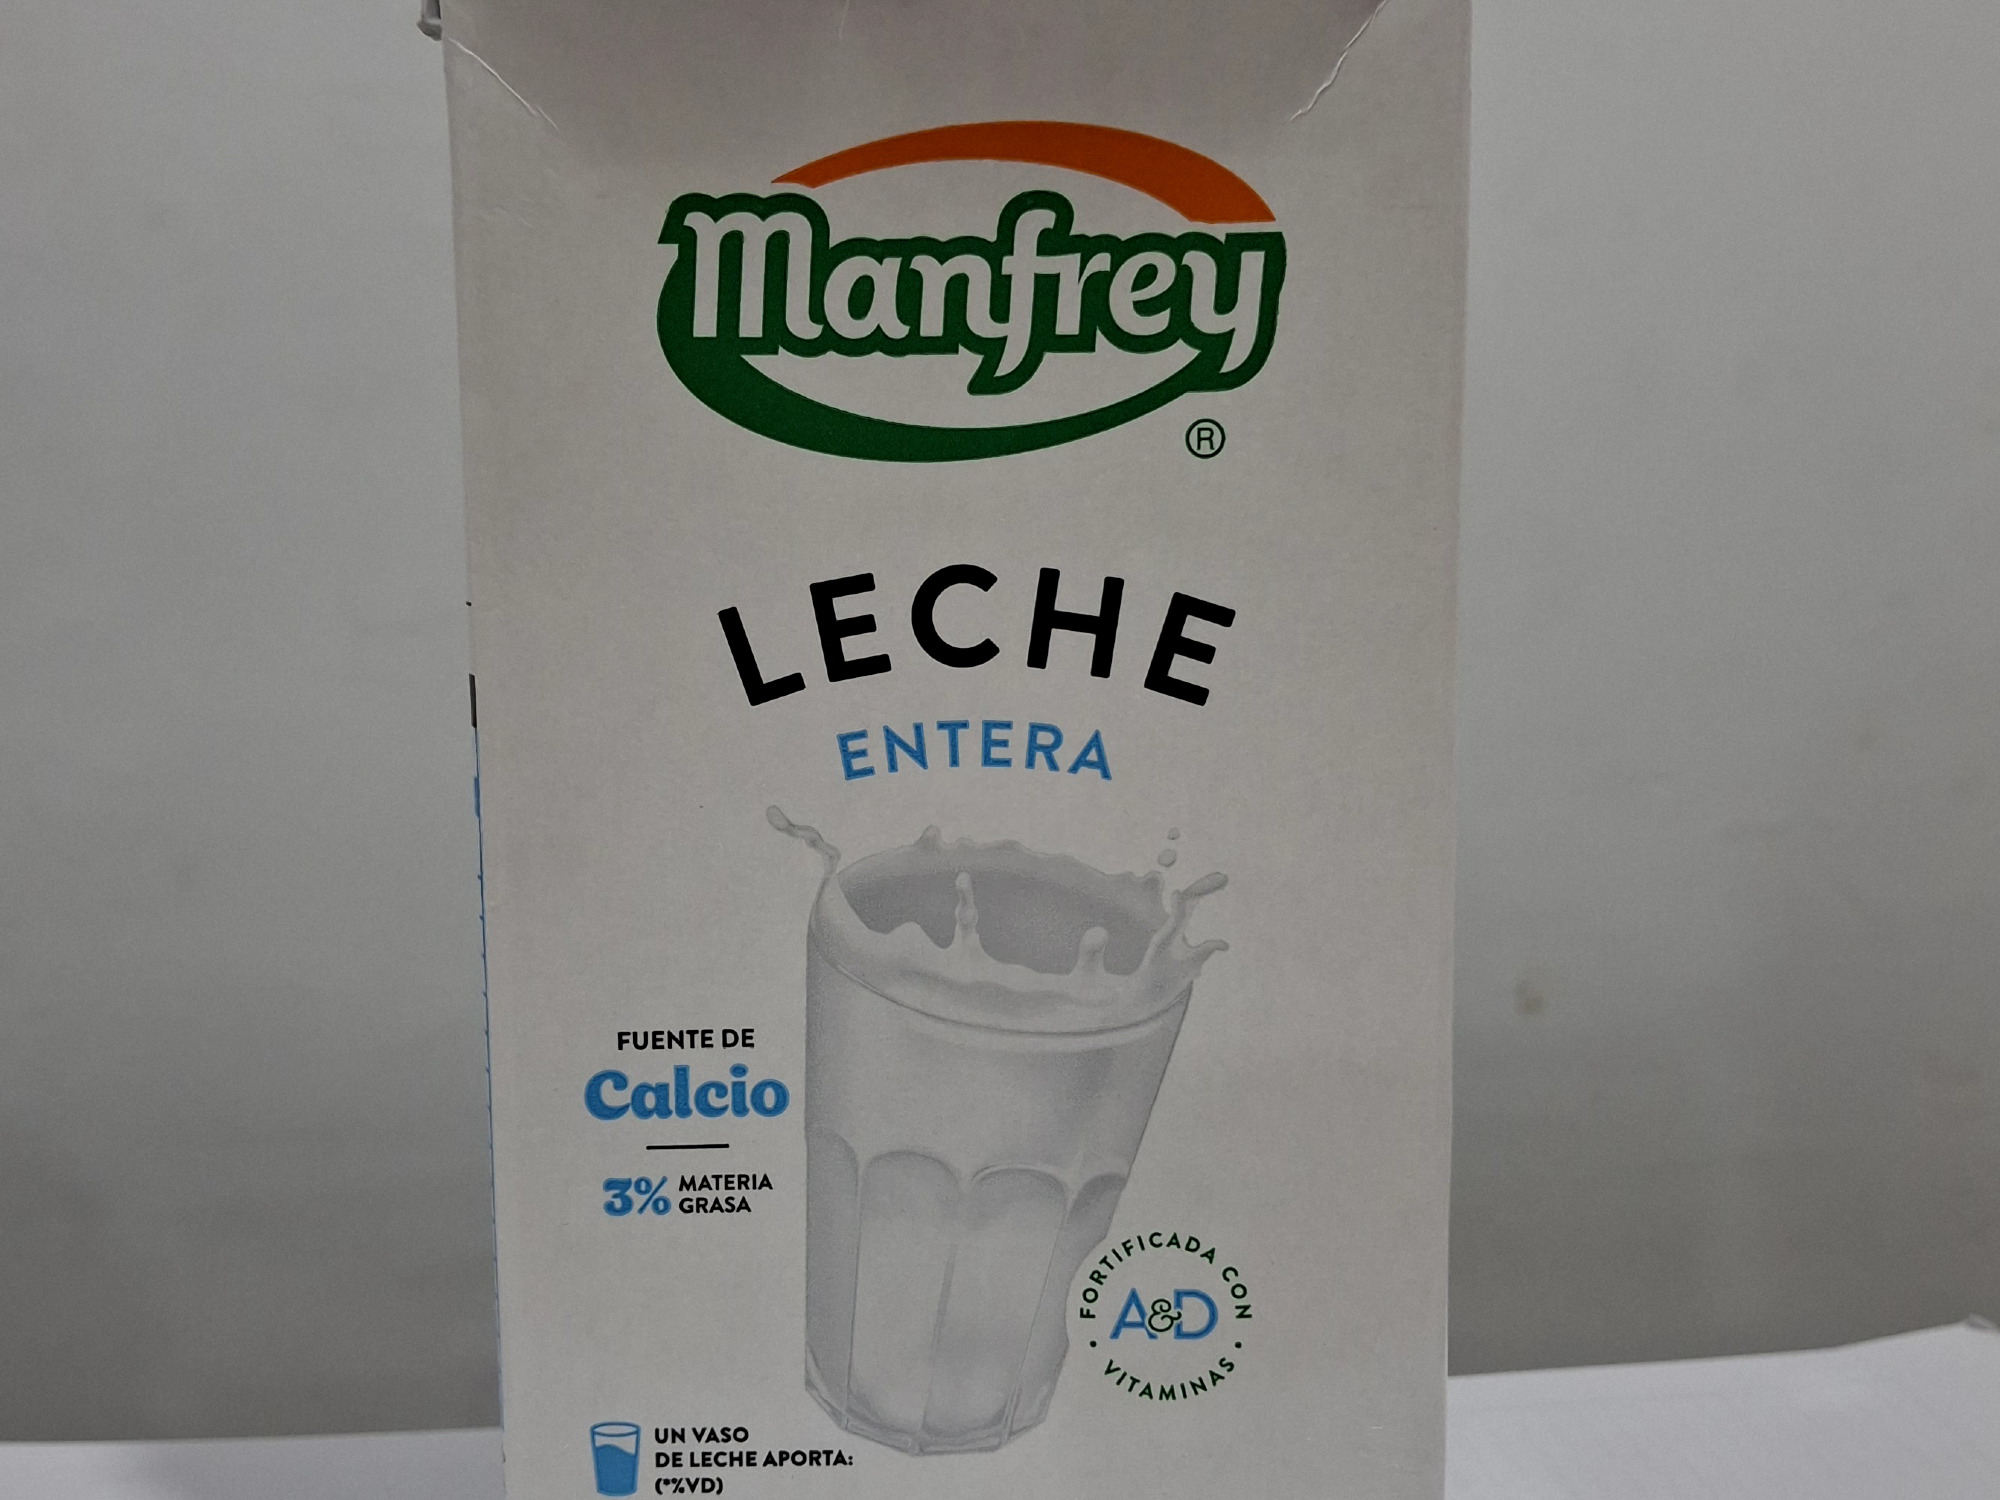 Manfrey
®
LECHE
ENTERA
FUENTE DE
Calcio
3% MATERIA
GRASA
FORTIFICADA CON
A&D
VITAMINAS
UN VASO
DE LECHE APORTA:
(*%VD)